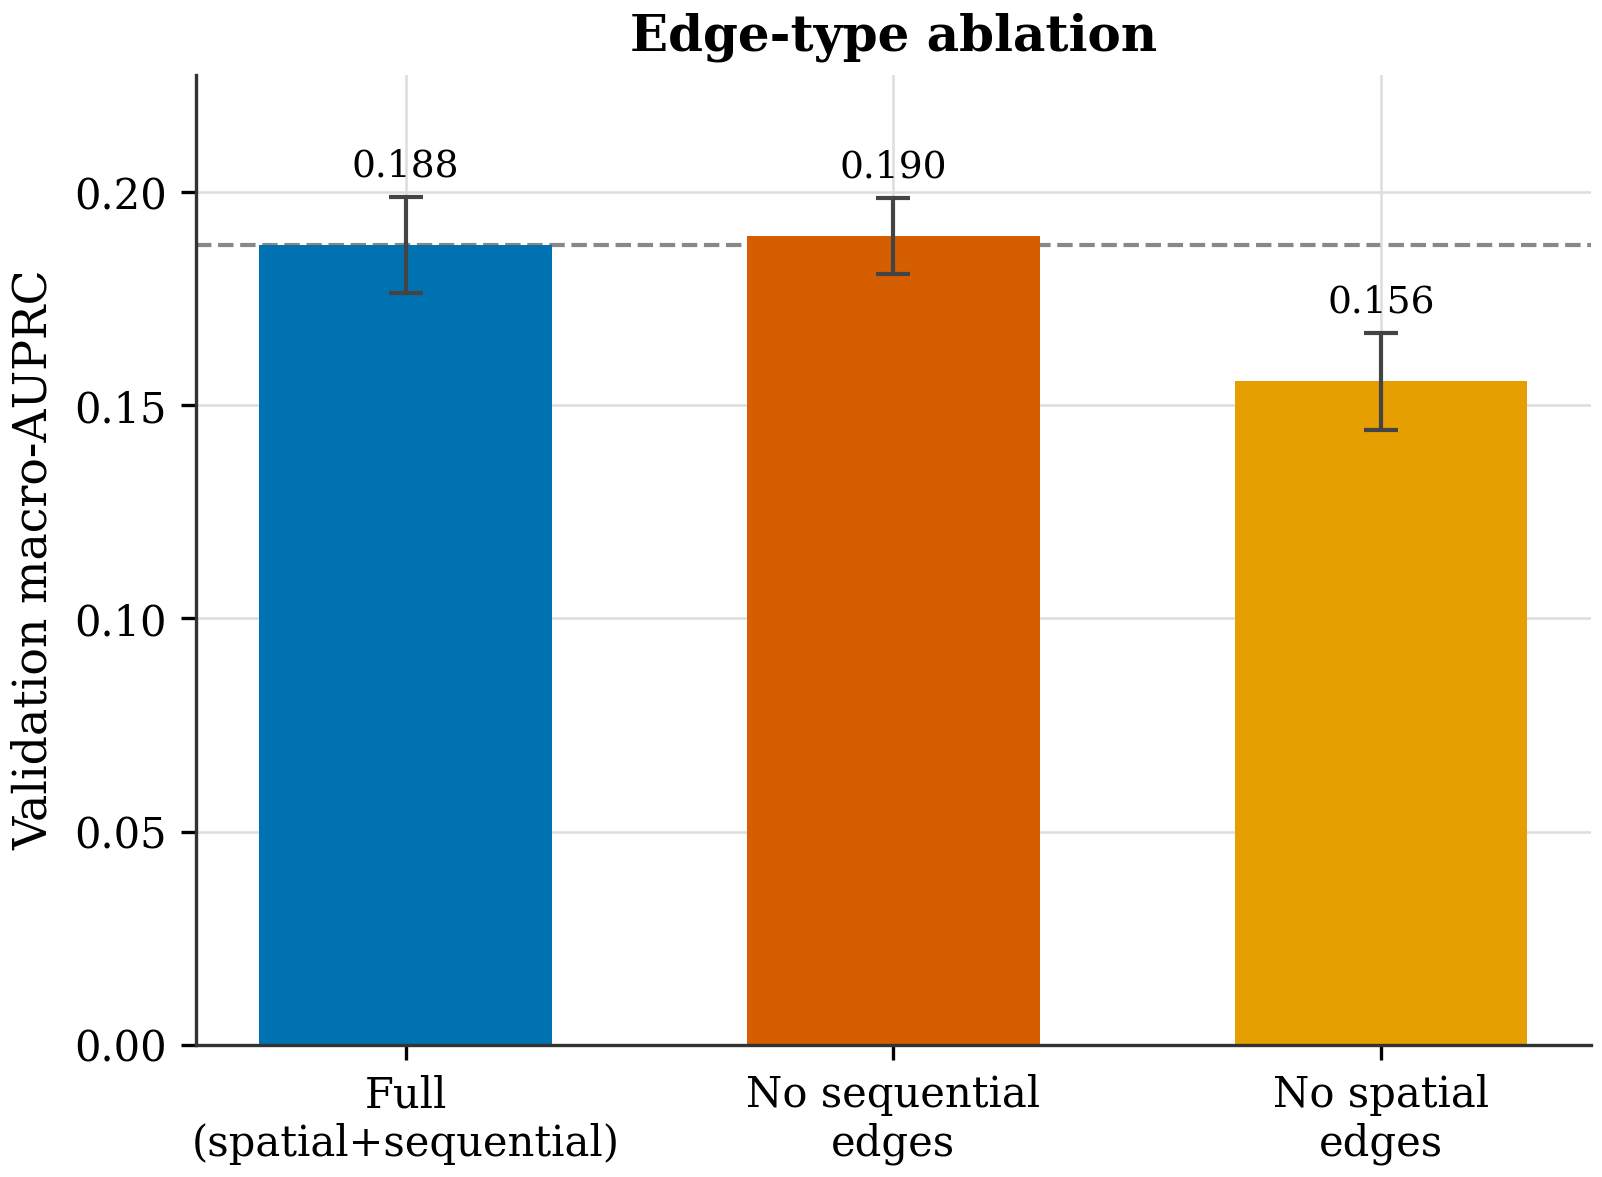 Edge-type ablation
Validation macro-AUPRC
0.20
0.15
0.10
0.05
0.00
0.188
0.190
0.156
Full
(spatial+sequential)
No sequential
edges
No spatial
edges